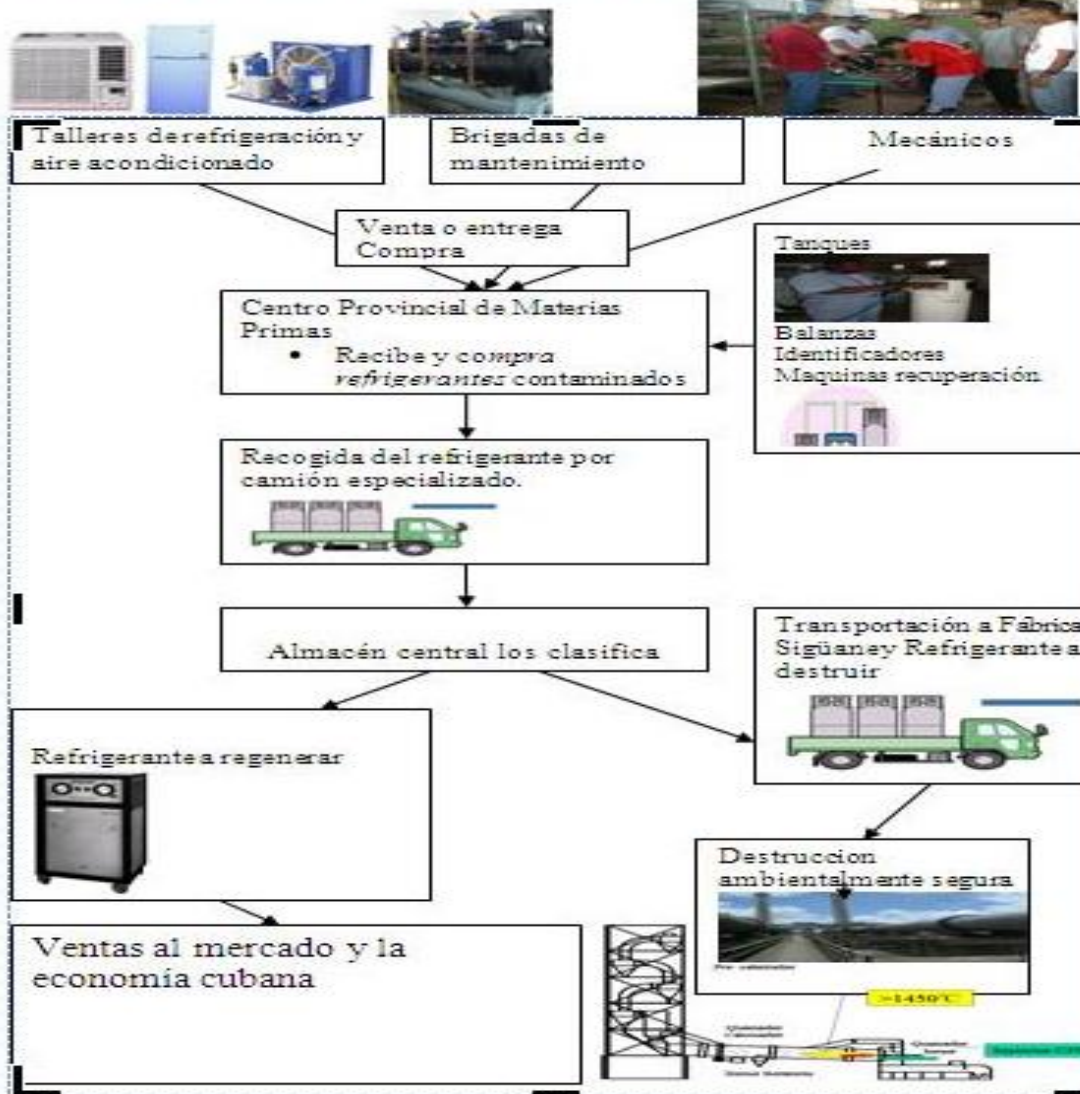 Talleres de refrigeración y
aire acondicionado
Brigadas de
mantenimiento
Mecánicos
Venta o entrega
Compra
Tanques
Balanzas
Identificadores
Maquinas recuperación
Centro Provincial de Materias
Primas
• Recibe y compra
refrigerantes contaminados
Recogida del refrigerante por
camión especializado.
Almacén central los clasifica
Transportación a Fábrica
Sigüaney Refrigerante a
destruir
Refrigerante a regenerar
Destruccion
ambientalmente segura
Ventas al mercado y la
economía cubana
>1450°C